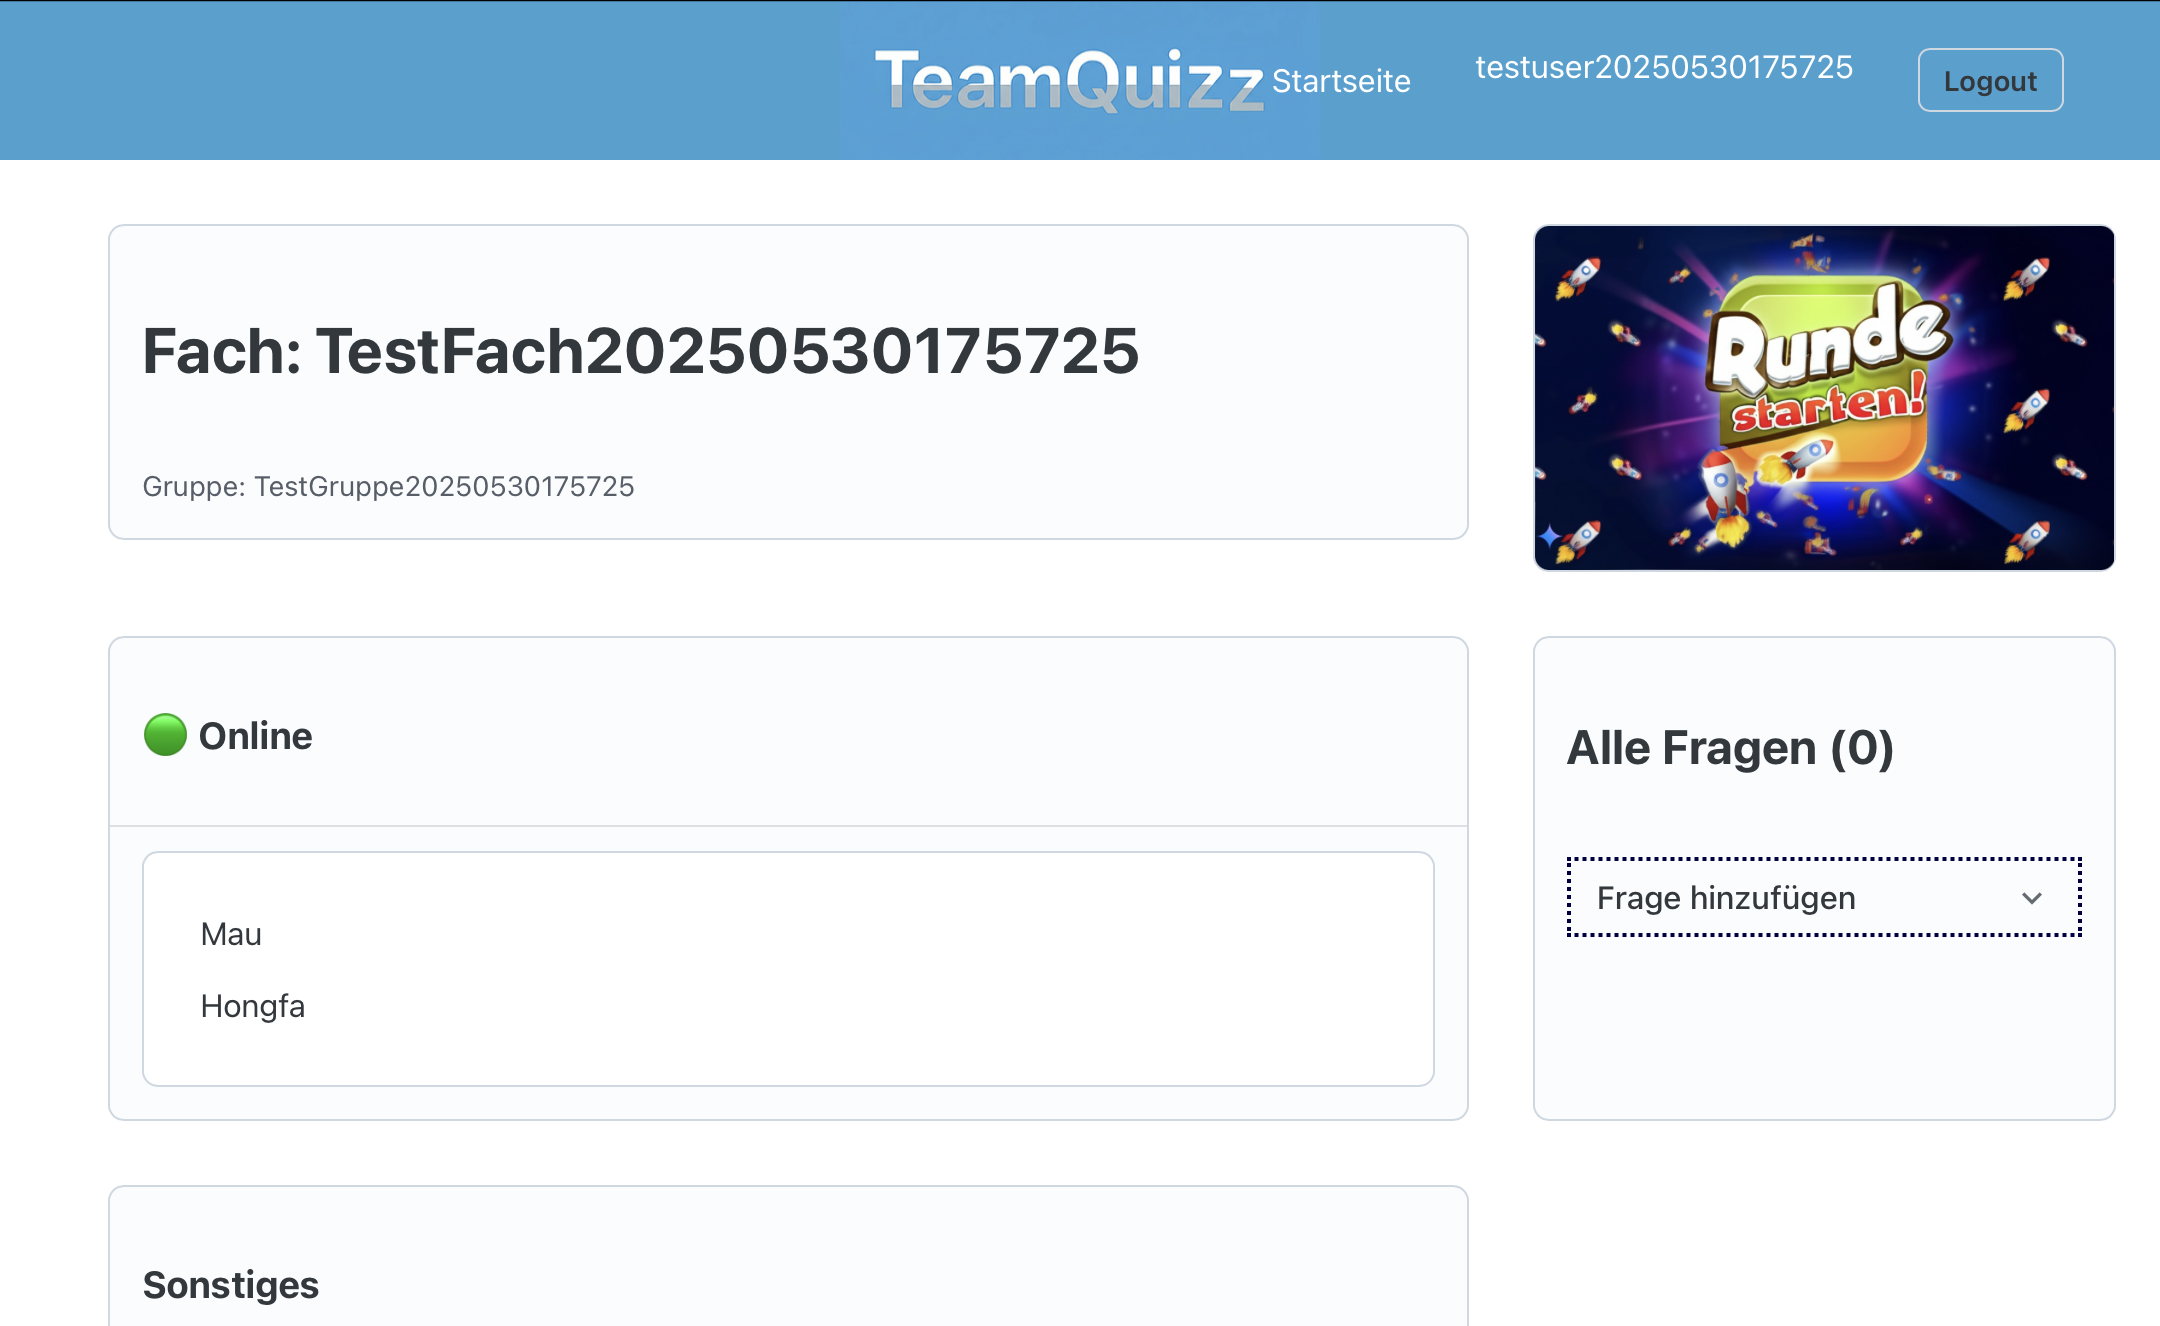 TeamQuizz
Startseite
testuser20250530175725
Logout
Fach: TestFach20250530175725
Gruppe: TestGruppe20250530175725
Runde
starten!
Online
Mau
Hongfa
Alle Fragen (0)
Frage hinzufügen
Sonstiges